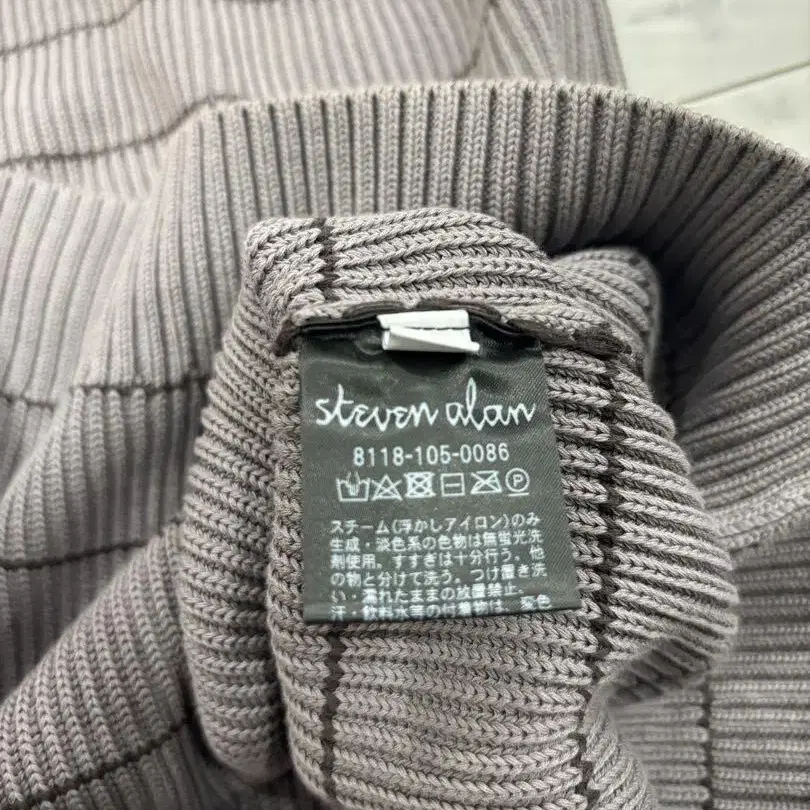 steven alan
8118-105-0086
スチーム(浮かしアイロン)のみ
生成・淡色系の色物は無蛍光洗
剤使用。すすぎは十分行う。他
の物と分けて洗う。つけ置き洗
い・濡れたままの放置禁止。
汗・飲料水等の付着物は、変色